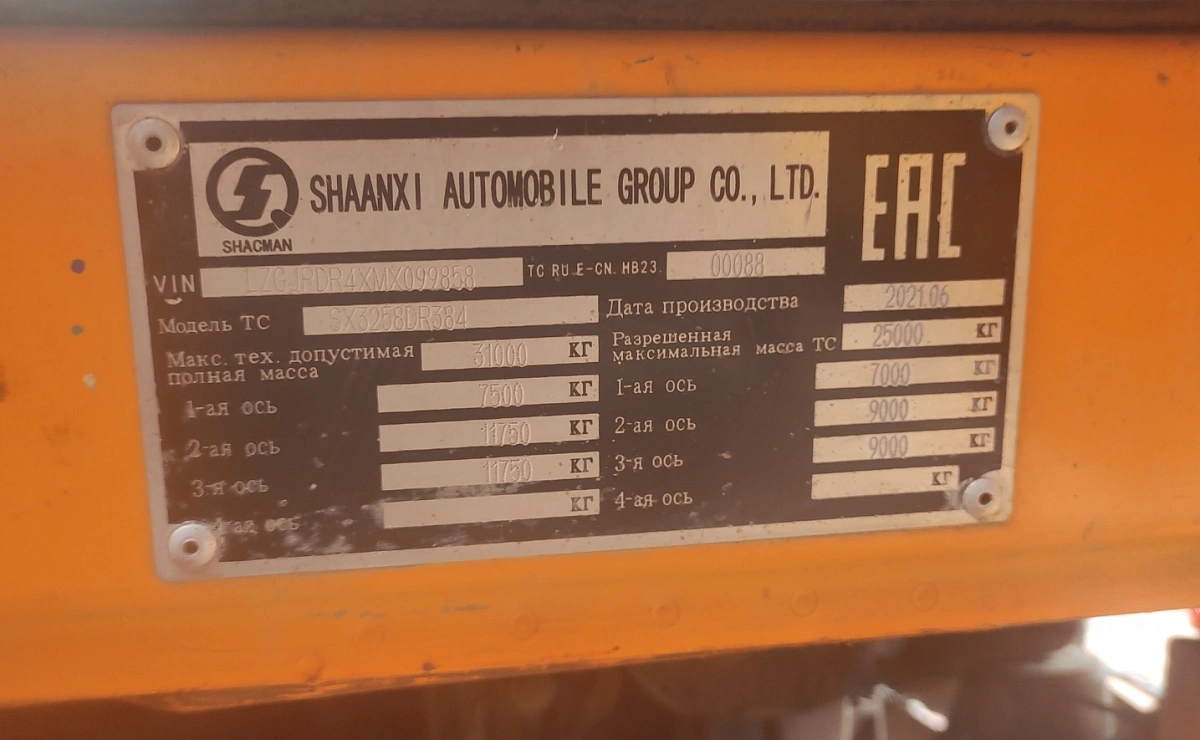 SHAANXI AUTOMOBILE GROUP CO., LTD.
SHACMAN
EAC
VIN LZGJRDR4XMX099858 TC RU E-CN. HB23. 00088
Модель ТС SX3258DR384 Дата производства 2021.06
Макс. тех. допустимая полная масса 31000 КГ Разрешенная максимальная масса ТС 25000 КГ
1-ая ось 7500 КГ 1-ая ось 7000 КГ
2-ая ось 11750 КГ 2-ая ось 9000 КГ
3-я ось 11750 КГ 3-я ось 9000 КГ
4-ая ось КГ 4-ая ось КГ